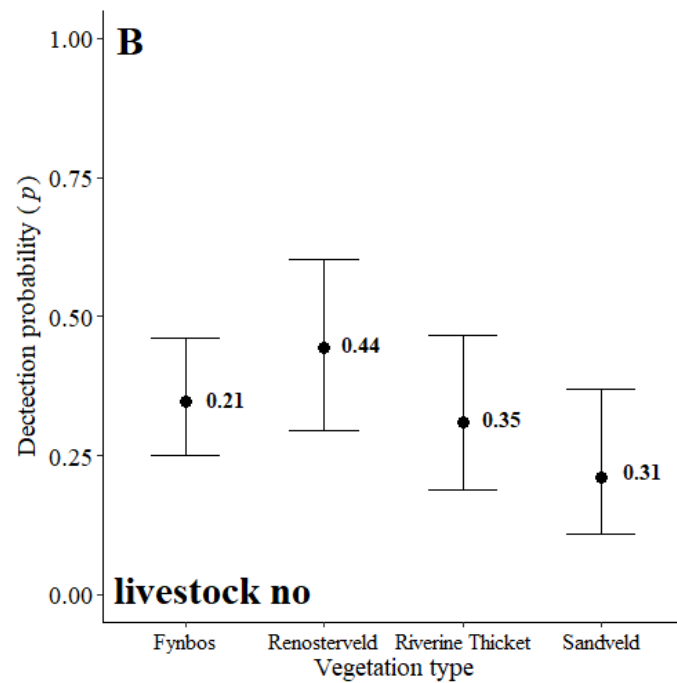 B
Dectection probability (p)
1.00
0.75
0.50
0.25
0.00
0.21
0.44
0.35
0.31
livestock no
Fynbos Renosterveld Riverine Thicket Sandveld
Vegetation type